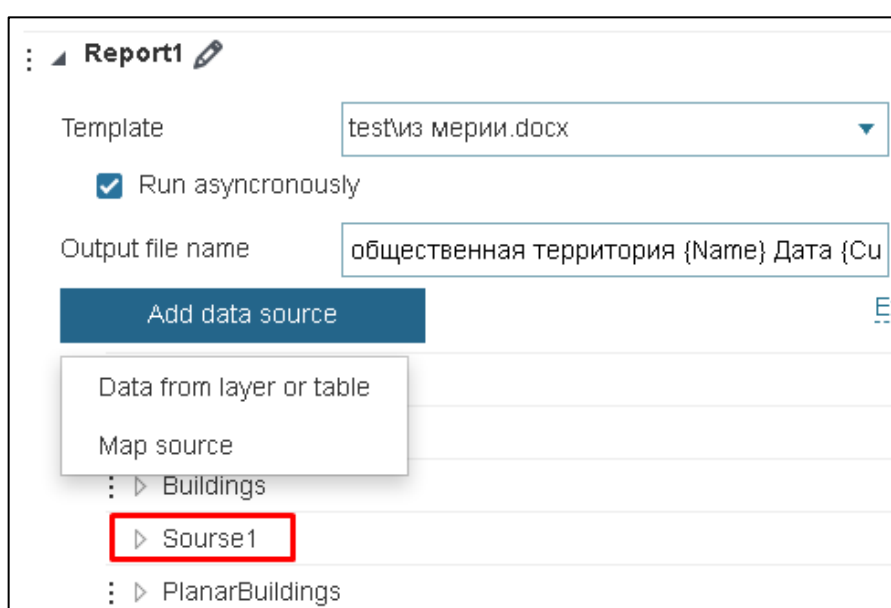 Report1
Template
test\из мерии.docx
Run asyncronously
Output file name
общественная территория {Name} Дата {Cu
Add data source
E
Data from layer or table
Map source
Buildings
Sourse1
PlanarBuildings